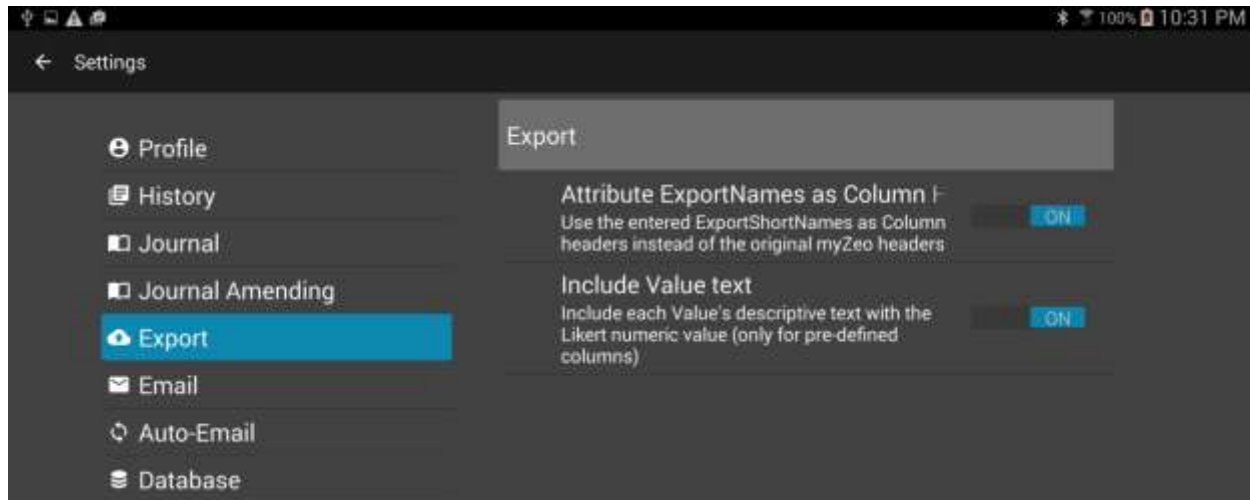 100% 10:31 PM
Settings
Profile
History
Journal
Journal Amending
Export
Email
Auto-Email
Database
Export
Attribute ExportNames as Column
Use the entered ExportShortNames as Column
headers instead of the original myZeo headers
ON
Include Value text
Include each Value's descriptive text with the
Likert numeric value (only for pre-defined
columns)
ON